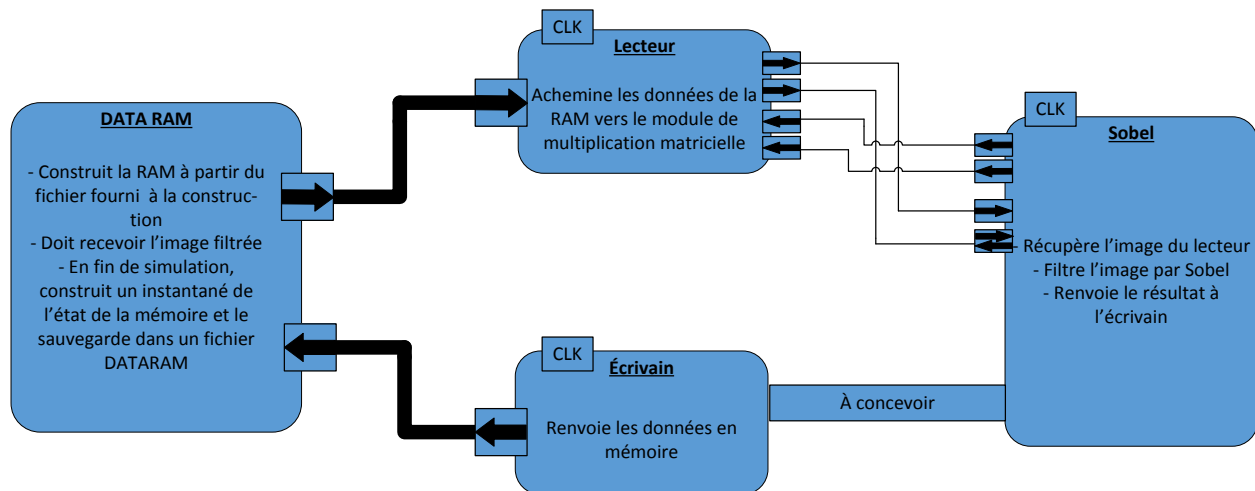 DATA RAM
- Construit la RAM à partir du
fichier fourni à la construc-
tion
- Doit recevoir l'image filtrée
- En fin de simulation,
construit un instantané de
l'état de la mémoire et le
sauvegarde dans un fichier
DATARAM
CLK
Lecteur
Achemine les données de la
RAM vers le module de
multiplication matricielle
CLK
Sobel
- Récupère l'image du lecteur
- Filtre l'image par Sobel
- Renvoie le résultat à
l'écrivain
CLK
Écrivain
Renvoie les données en
mémoire
À concevoir